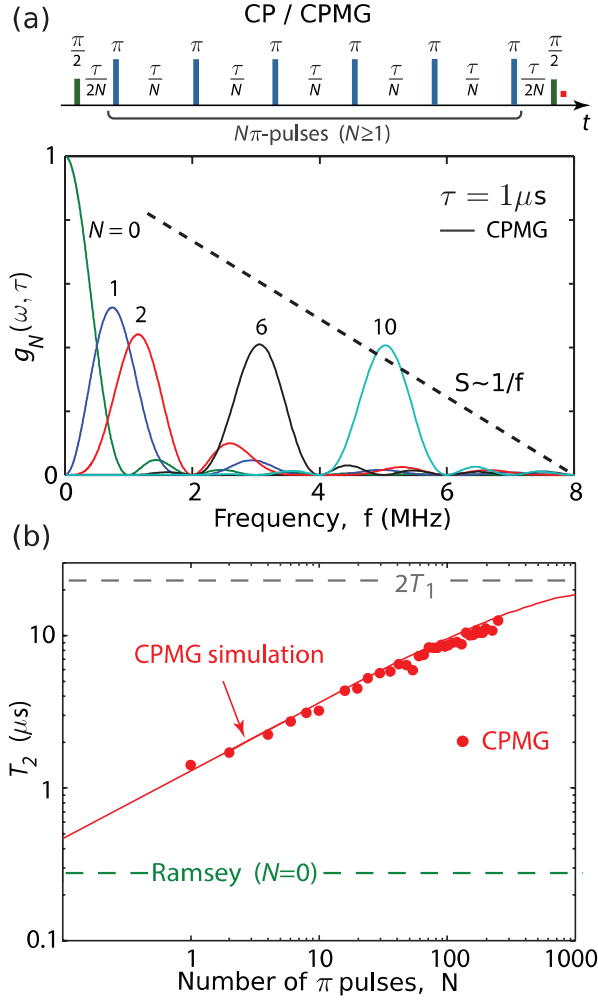 (a)
CP / CPMG
π/2 π π π π π π π/2
τ/2N τ/N τ/N τ/N τ/N τ/N τ/2N
t
Nπ-pulses (N≥1)
1
τ = 1μs
CPMG
N = 0
1
2
6
10
S~1/f
g_N(ω, τ)
0
0 2 4 6 8
Frequency, f (MHz)
(b)
2T₁
10
CPMG simulation
CPMG
T₂ (μs)
1
Ramsey (N=0)
0.1
1 10 100 1000
Number of π pulses, N